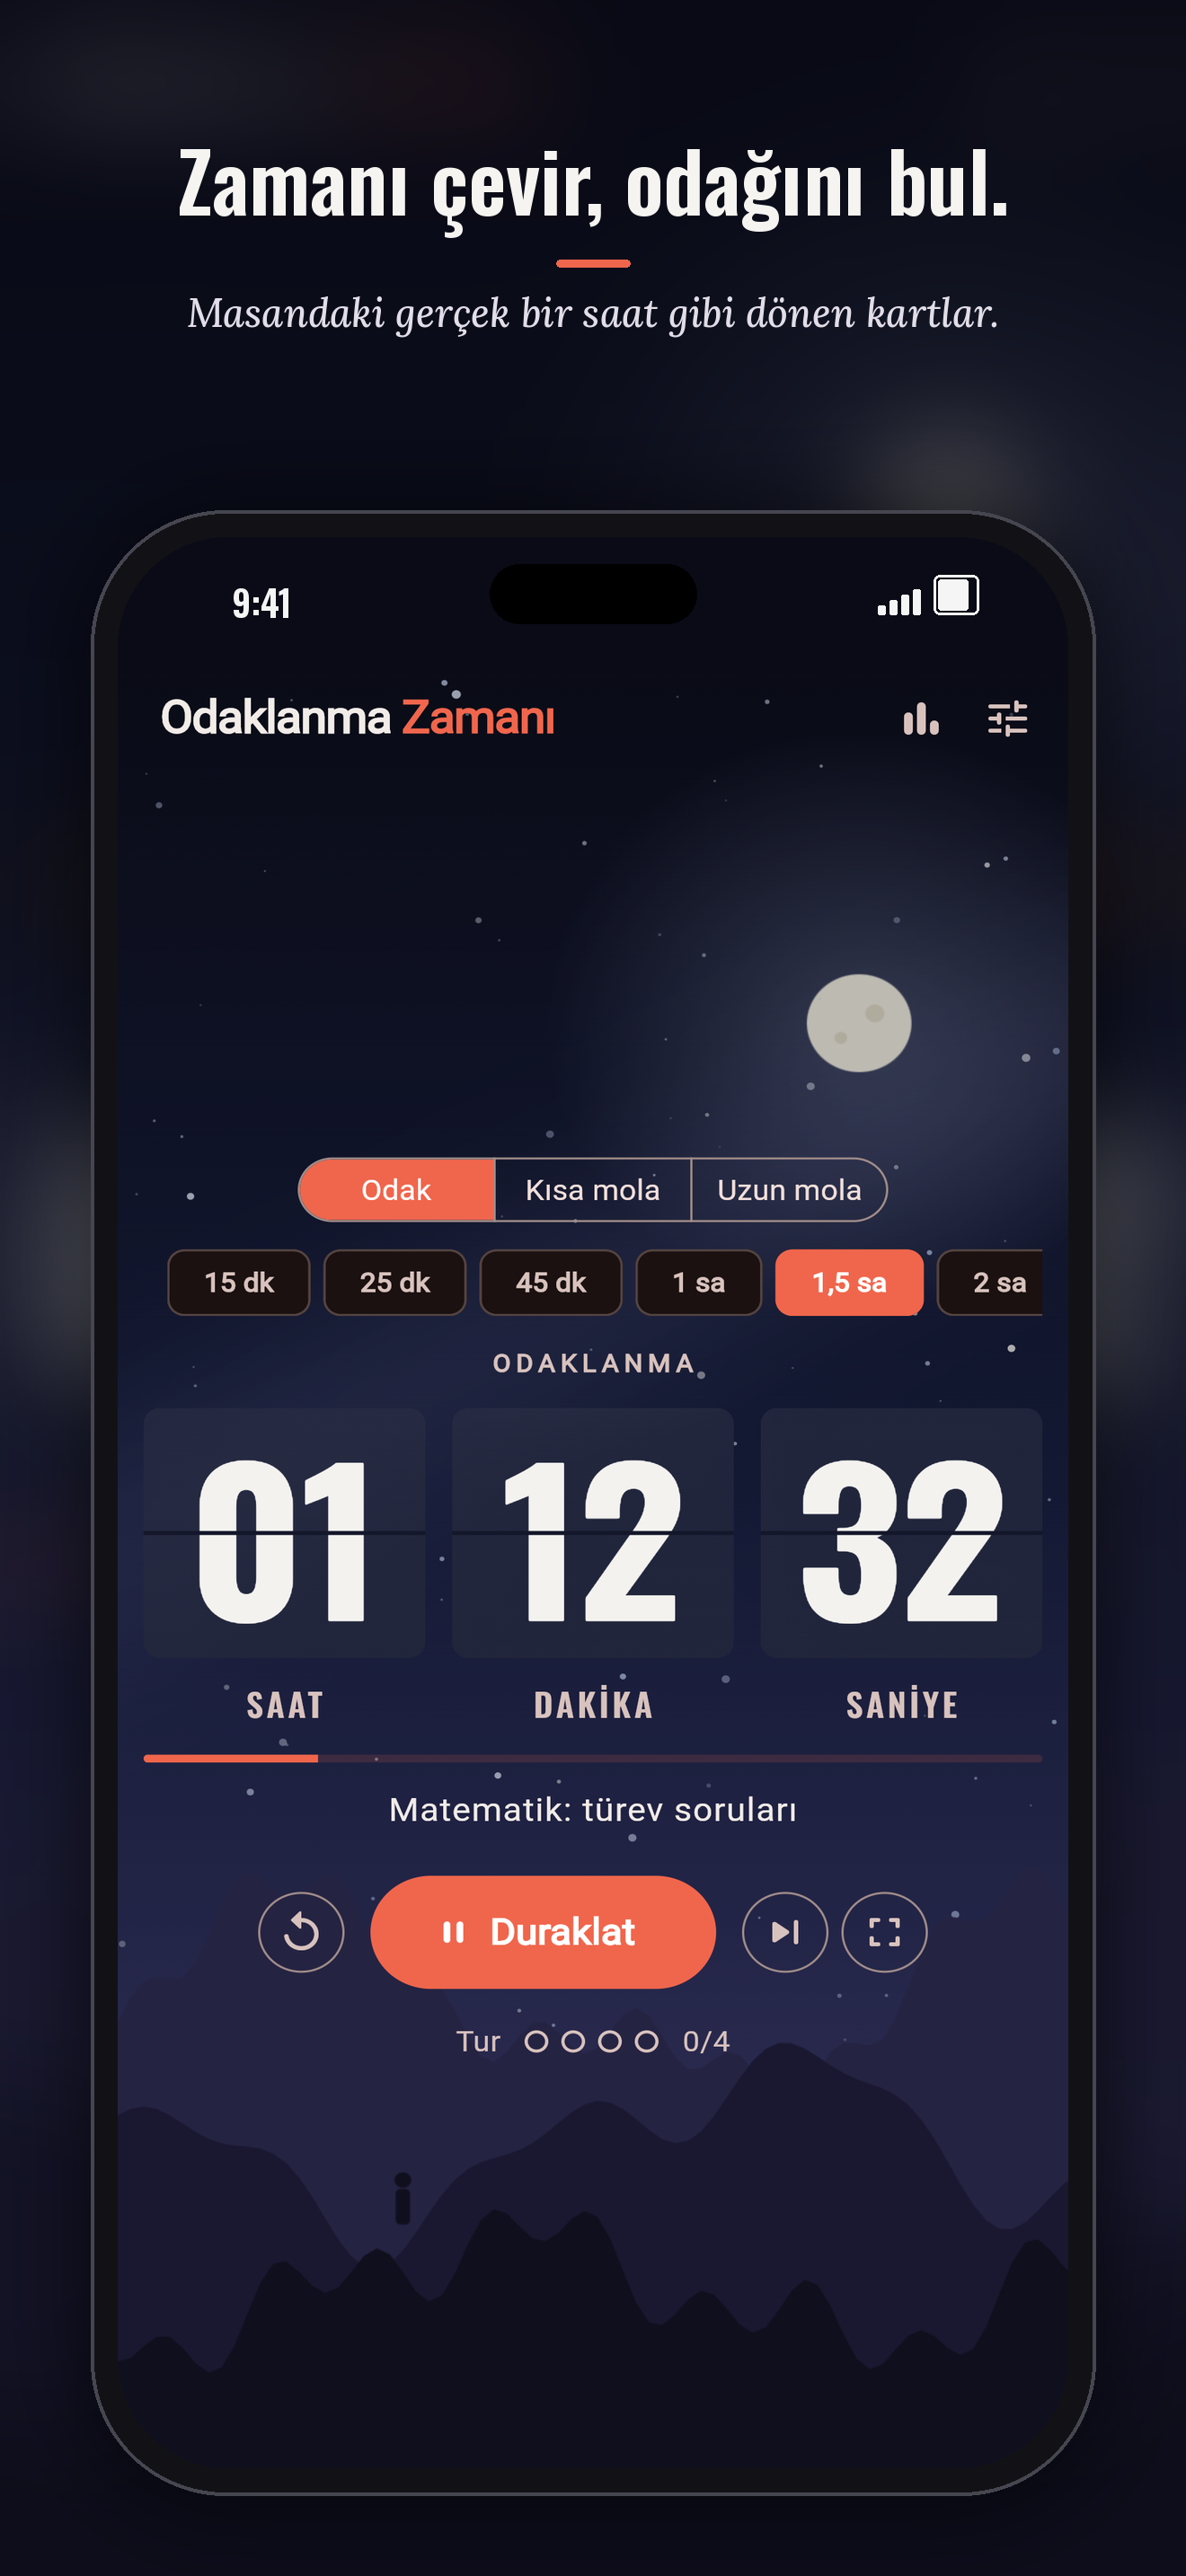 Zamanı çevir, odağını bul.
Masandaki gerçek bir saat gibi dönen kartlar.
9:41
Odaklanma Zamanı
Odak Kısa mola Uzun mola
15 dk 25 dk 45 dk 1 sa 1,5 sa 2 sa
ODAKLANMA
01 12 32
SAAT DAKİKA SANİYE
Matematik: türev soruları
Duraklat
Tur 0/4